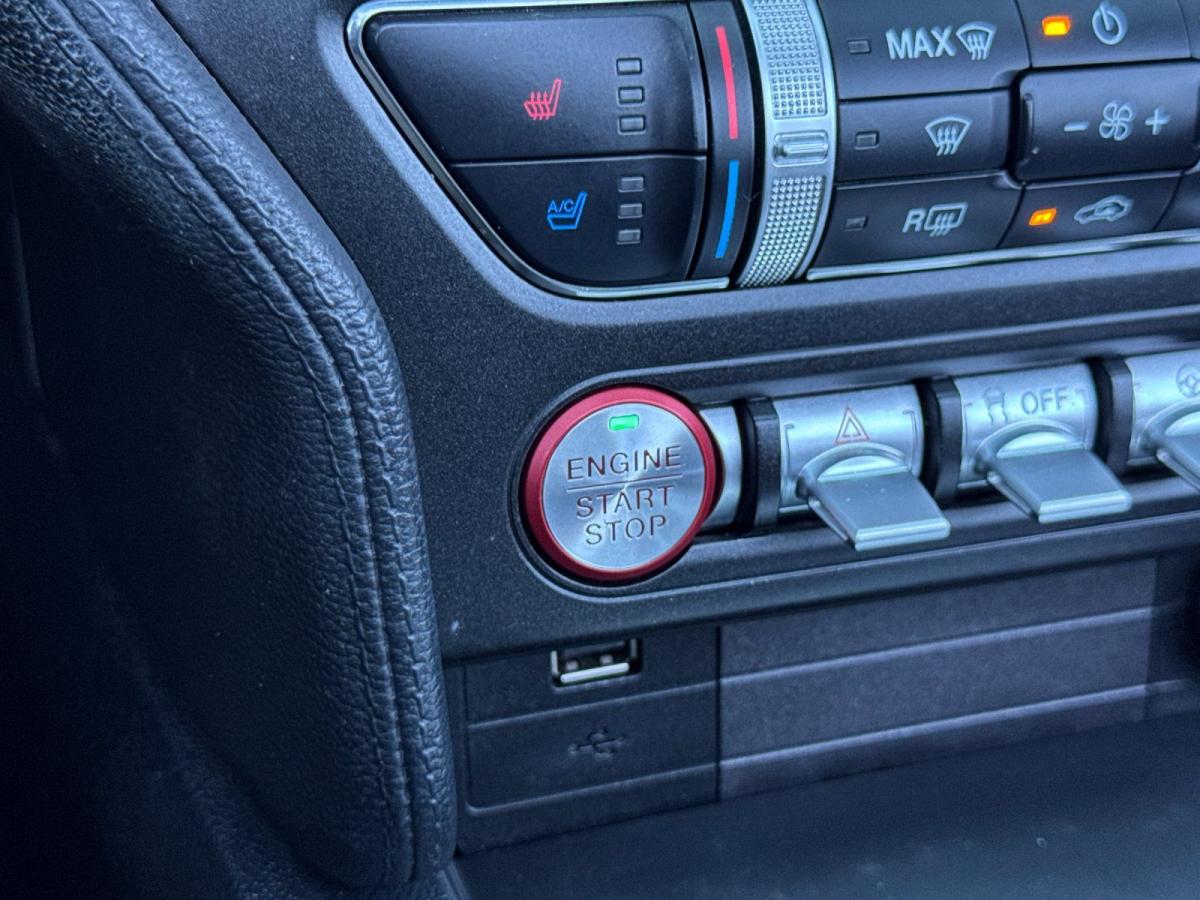 MAX
A/C
R
- +
ENGINE
START
STOP
OFF